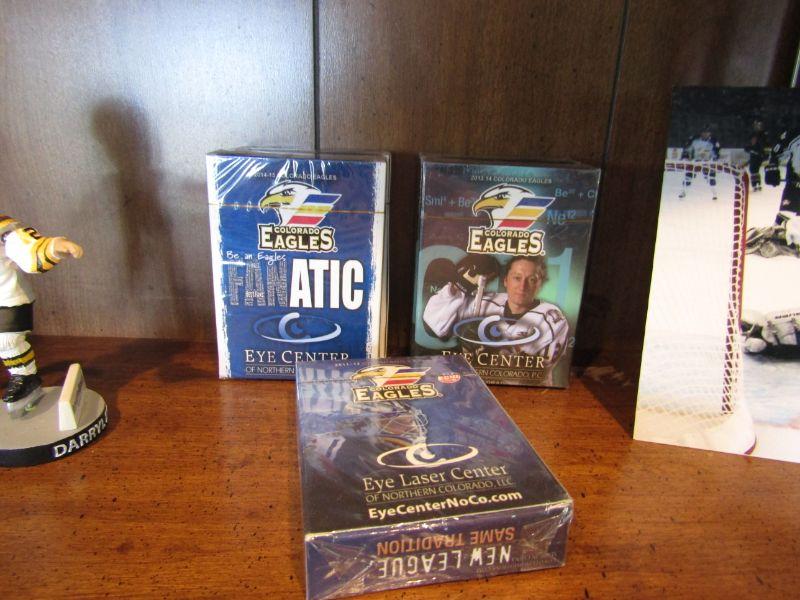 2014-15 COLORADO EAGLES
COLORADO
EAGLES
Be an Eagles
FANATIC
EYE CENTER
OF NORTHERN
2013-14 COLORADO EAGLES
COLORADO
EAGLES
Ne
EYE CENTER
OF NORTHERN COLORADO, P.C.
COLORADO
EAGLES
Eye Laser Center
OF NORTHERN COLORADO, LLC.
EyeCenterNoCo.com
NEW LEAGUE
SAME TRADITION
DARRYL